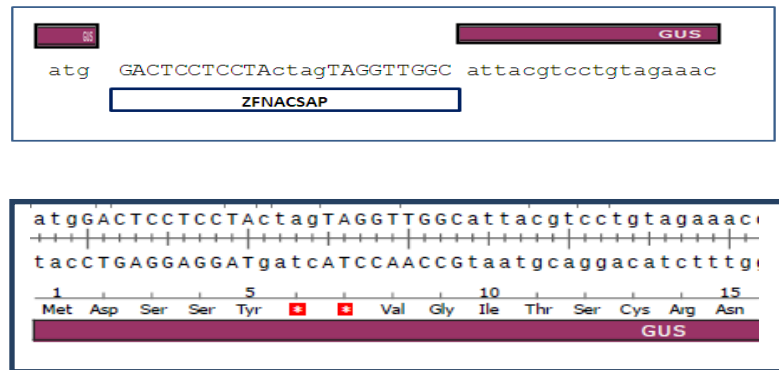 GUS GUS
atg GACTCCTCCTActagTAGGTTGGC attacgtcctgtagaaac
ZFNACSAP
atgGACTCCTCCTACtagTAGGTTGGCattacgtcctgtagaaac
tacCTGAGGAGGATgatcATCCAACCGtaatgcaggacatctttg
1 5 10 15
Met Asp Ser Ser Tyr * * Val Gly Ile Thr Ser Cys Arg Asn
GUS